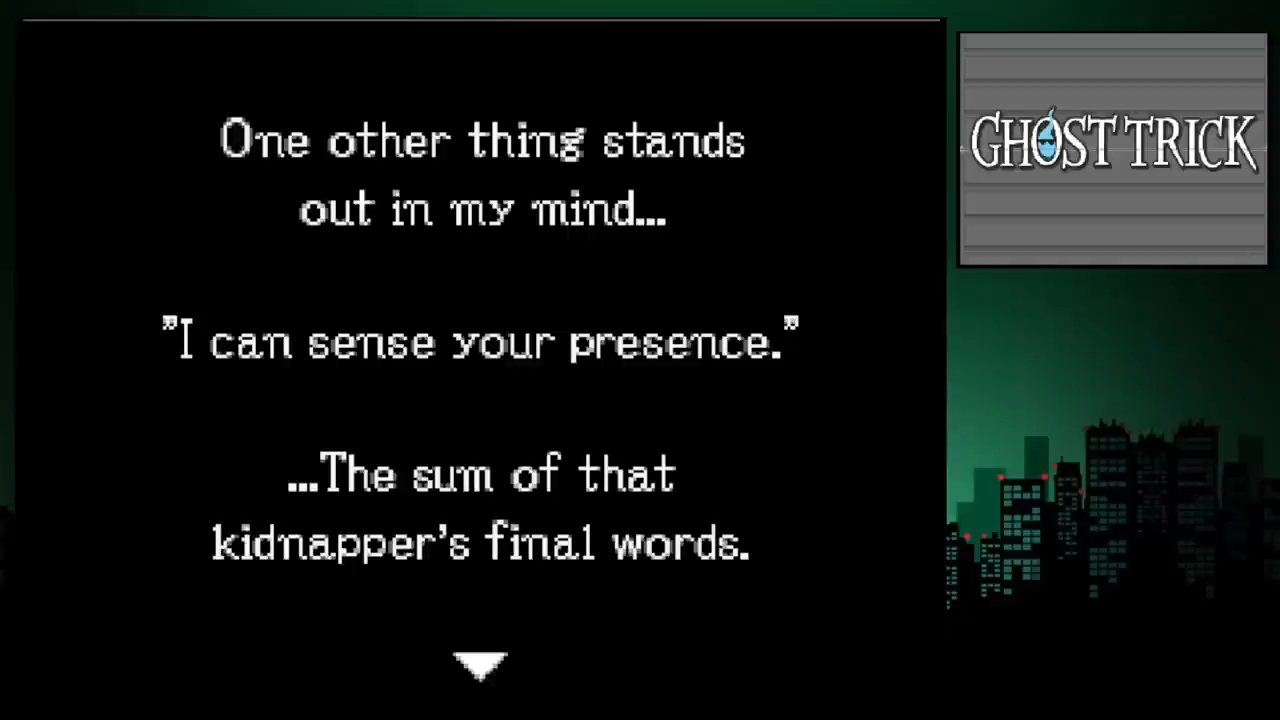 One other thing stands
out in my mind...
"I can sense your presence."
...The sum of that
kidnapper's final words.
GHOST TRICK